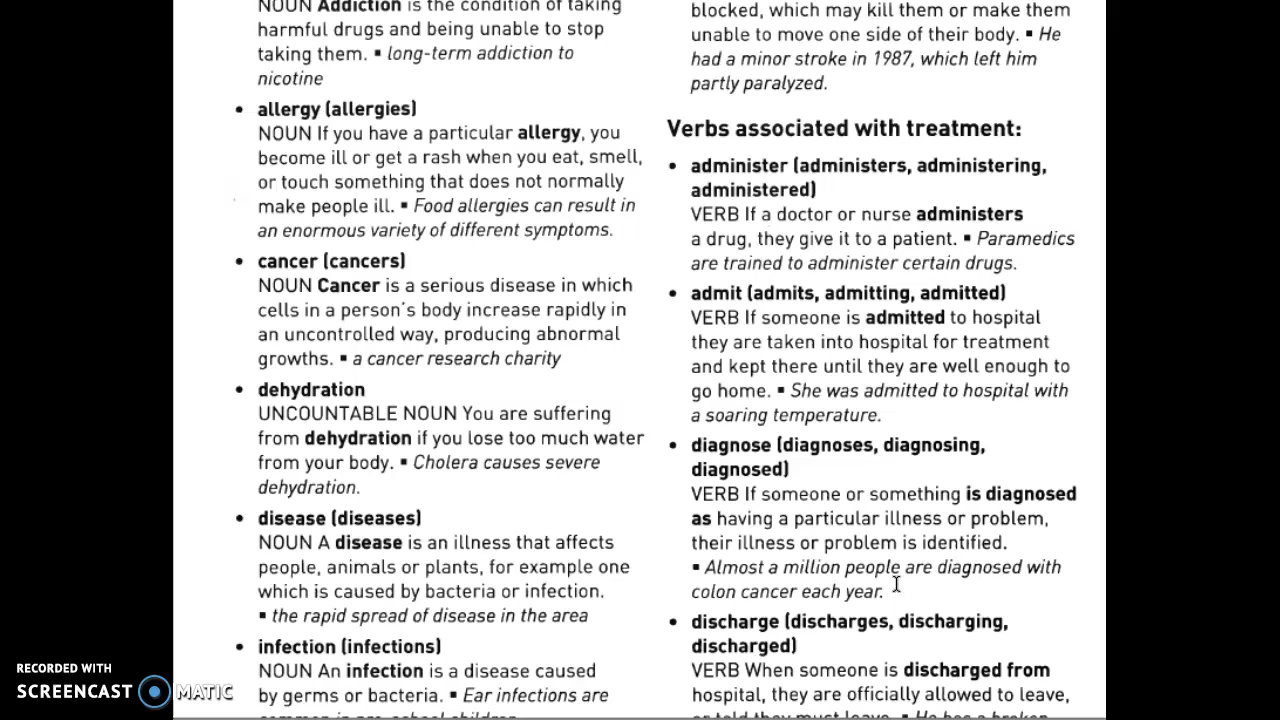 NOUN Addiction is the condition of taking
harmful drugs and being unable to stop
taking them. ▪ long-term addiction to
nicotine
• allergy (allergies)
NOUN If you have a particular allergy, you
become ill or get a rash when you eat, smell,
or touch something that does not normally
make people ill. ▪ Food allergies can result in
an enormous variety of different symptoms.
• cancer (cancers)
NOUN Cancer is a serious disease in which
cells in a person's body increase rapidly in
an uncontrolled way, producing abnormal
growths. ▪ a cancer research charity
• dehydration
UNCOUNTABLE NOUN You are suffering
from dehydration if you lose too much water
from your body. ▪ Cholera causes severe
dehydration.
• disease (diseases)
NOUN A disease is an illness that affects
people, animals or plants, for example one
which is caused by bacteria or infection.
▪ the rapid spread of disease in the area
• infection (infections)
NOUN An infection is a disease caused
by germs or bacteria. ▪ Ear infections are
common in pre-school children
blocked, which may kill them or make them
unable to move one side of their body. ▪ He
had a minor stroke in 1987, which left him
partly paralyzed.
Verbs associated with treatment:
• administer (administers, administering,
administered)
VERB If a doctor or nurse administers
a drug, they give it to a patient. ▪ Paramedics
are trained to administer certain drugs.
• admit (admits, admitting, admitted)
VERB If someone is admitted to hospital
they are taken into hospital for treatment
and kept there until they are well enough to
go home. ▪ She was admitted to hospital with
a soaring temperature.
• diagnose (diagnoses, diagnosing,
diagnosed)
VERB If someone or something is diagnosed
as having a particular illness or problem,
their illness or problem is identified.
▪ Almost a million people are diagnosed with
colon cancer each year.
• discharge (discharges, discharging,
discharged)
VERB When someone is discharged from
hospital, they are officially allowed to leave,
or told they must leave. ▪ He has a broken
RECORDED WITH
SCREENCAST MATIC